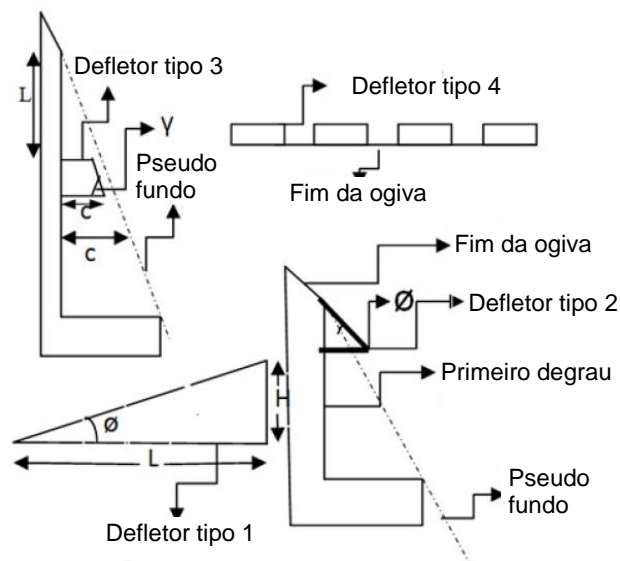 Defletor tipo 3
L
γ
Pseudo
fundo
c
c
Defletor tipo 4
Fim da ogiva
Fim da ogiva
Ø
Defletor tipo 2
γ
Primeiro degrau
Pseudo
fundo
Ø
H
L
Defletor tipo 1